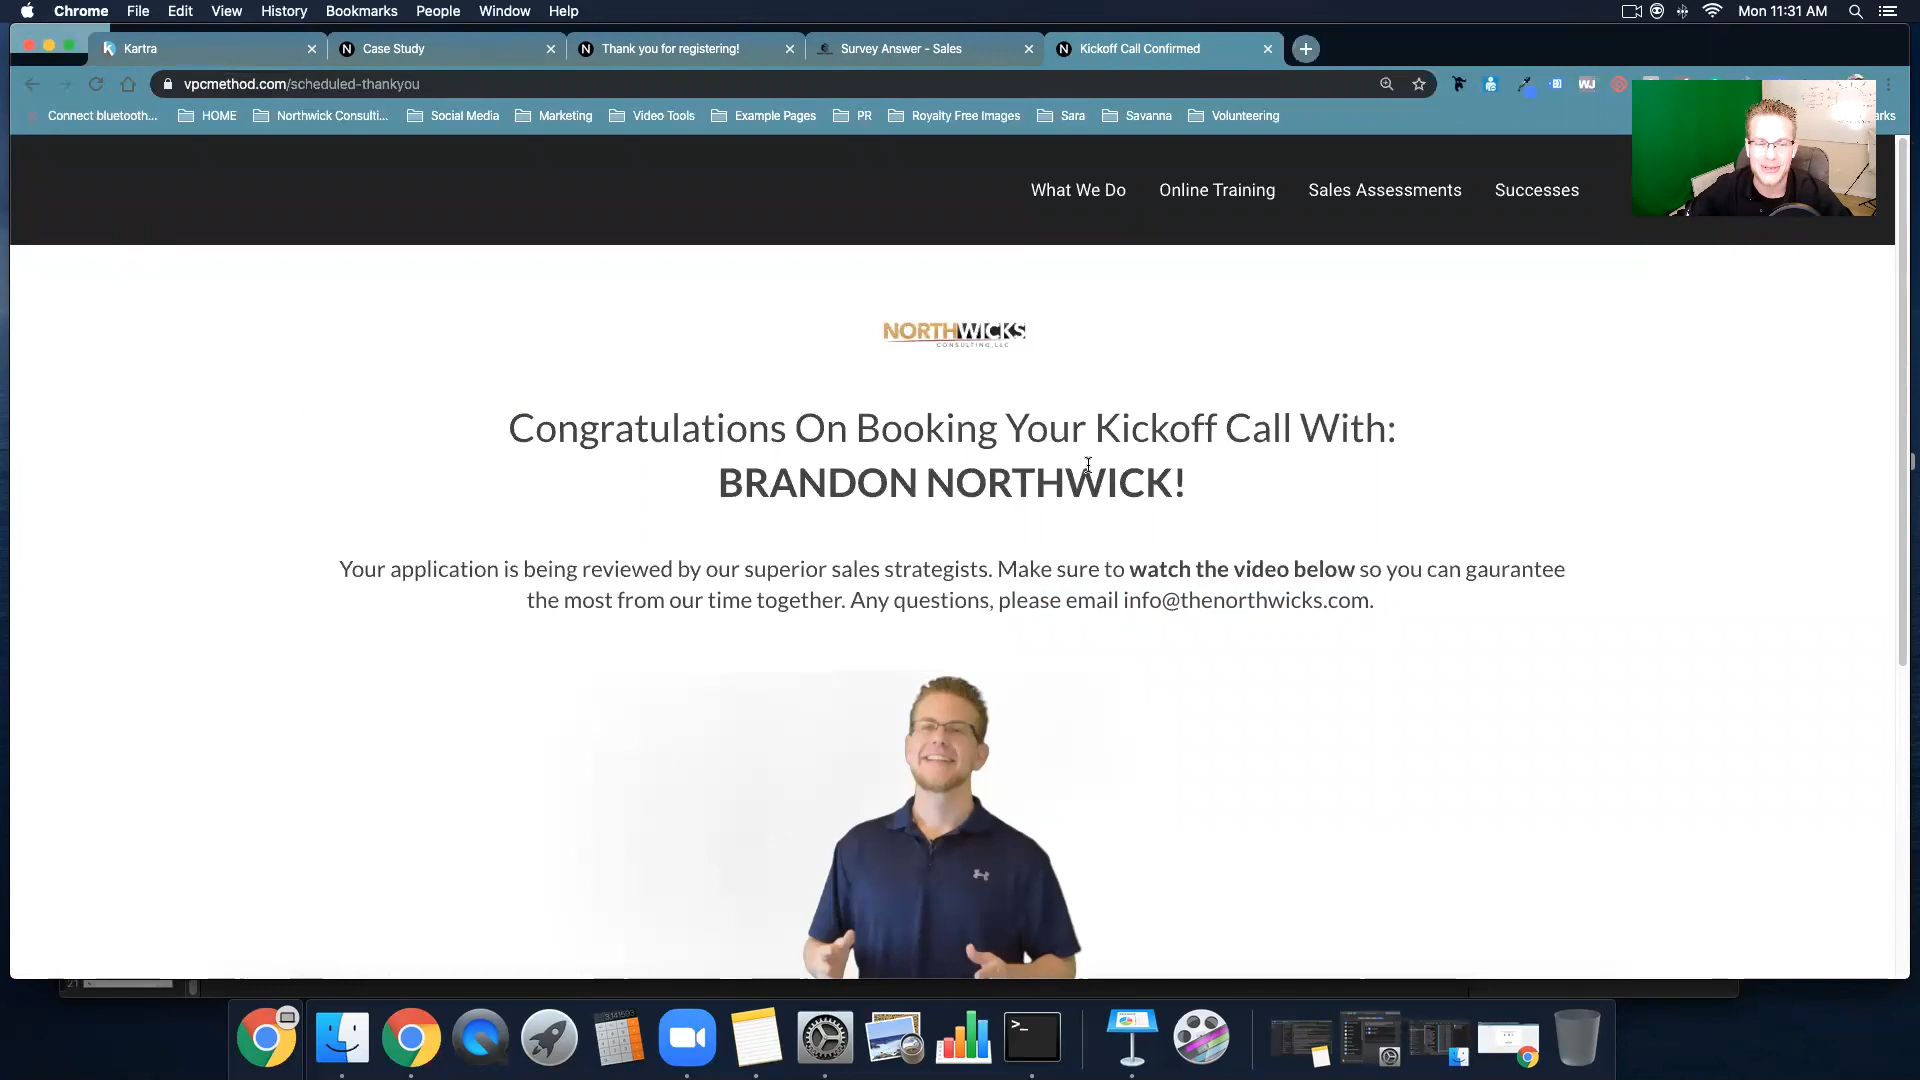 Chrome File Edit View History Bookmarks People Window Help Mon 11:31 AM
Kartra Case Study Thank you for registering! Survey Answer - Sales Kickoff Call Confirmed
vpcmethod.com/scheduled-thankyou
Connect bluetooth... HOME Northwick Consulti... Social Media Marketing Video Tools Example Pages PR Royalty Free Images Sara Savanna Volunteering
What We Do Online Training Sales Assessments Successes
NORTHWICKS
CONSULTING, LLC
Congratulations On Booking Your Kickoff Call With:
BRANDON NORTHWICK!
Your application is being reviewed by our superior sales strategists. Make sure to watch the video below so you can gaurantee
the most from our time together. Any questions, please email info@thenorthwicks.com.